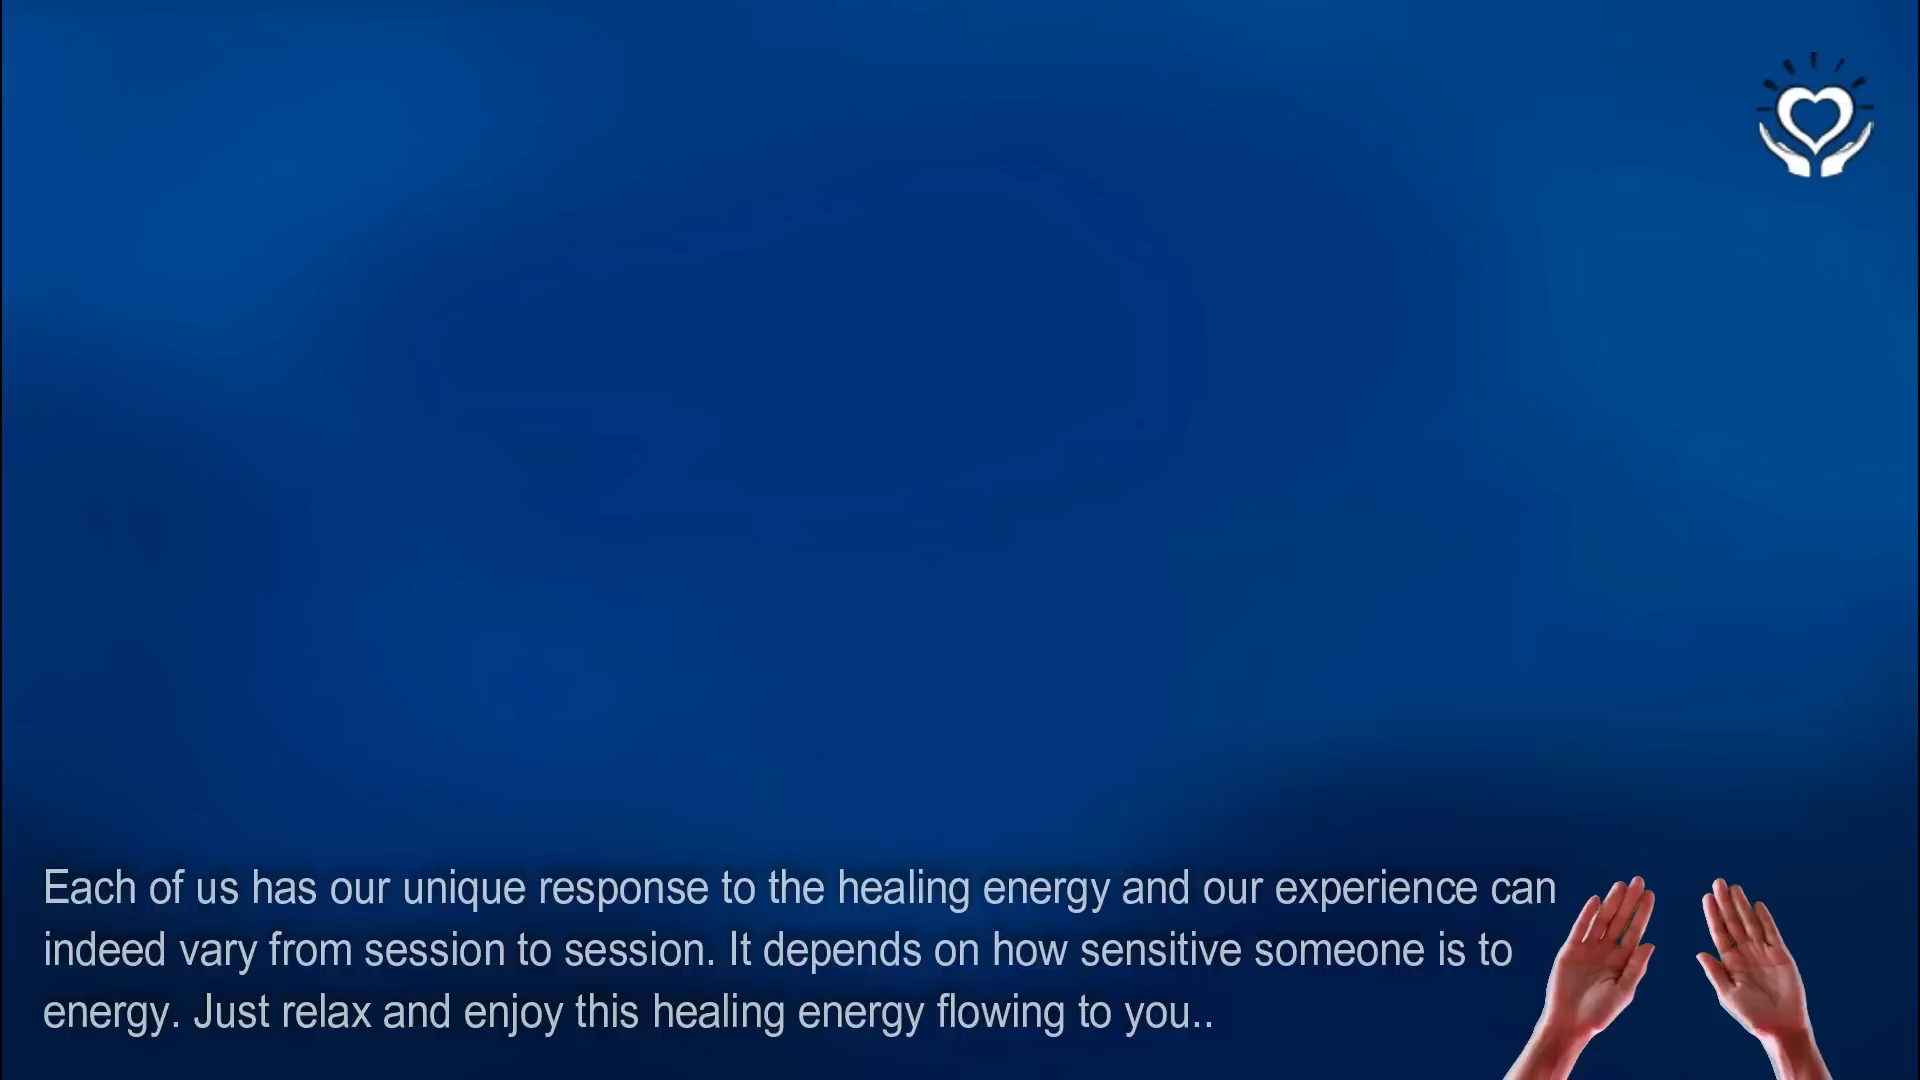 Each of us has our unique response to the healing energy and our experience can
indeed vary from session to session. It depends on how sensitive someone is to
energy. Just relax and enjoy this healing energy flowing to you..